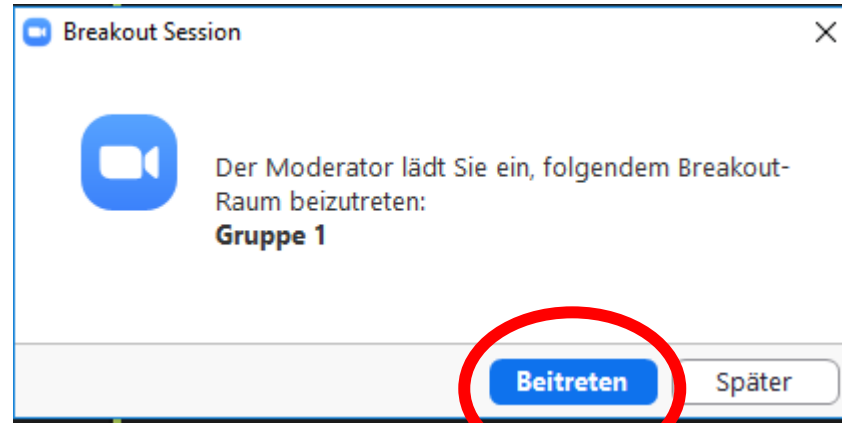 Breakout Session
Der Moderator lädt Sie ein, folgendem Breakout-
Raum beizutreten:
Gruppe 1
Beitreten Später